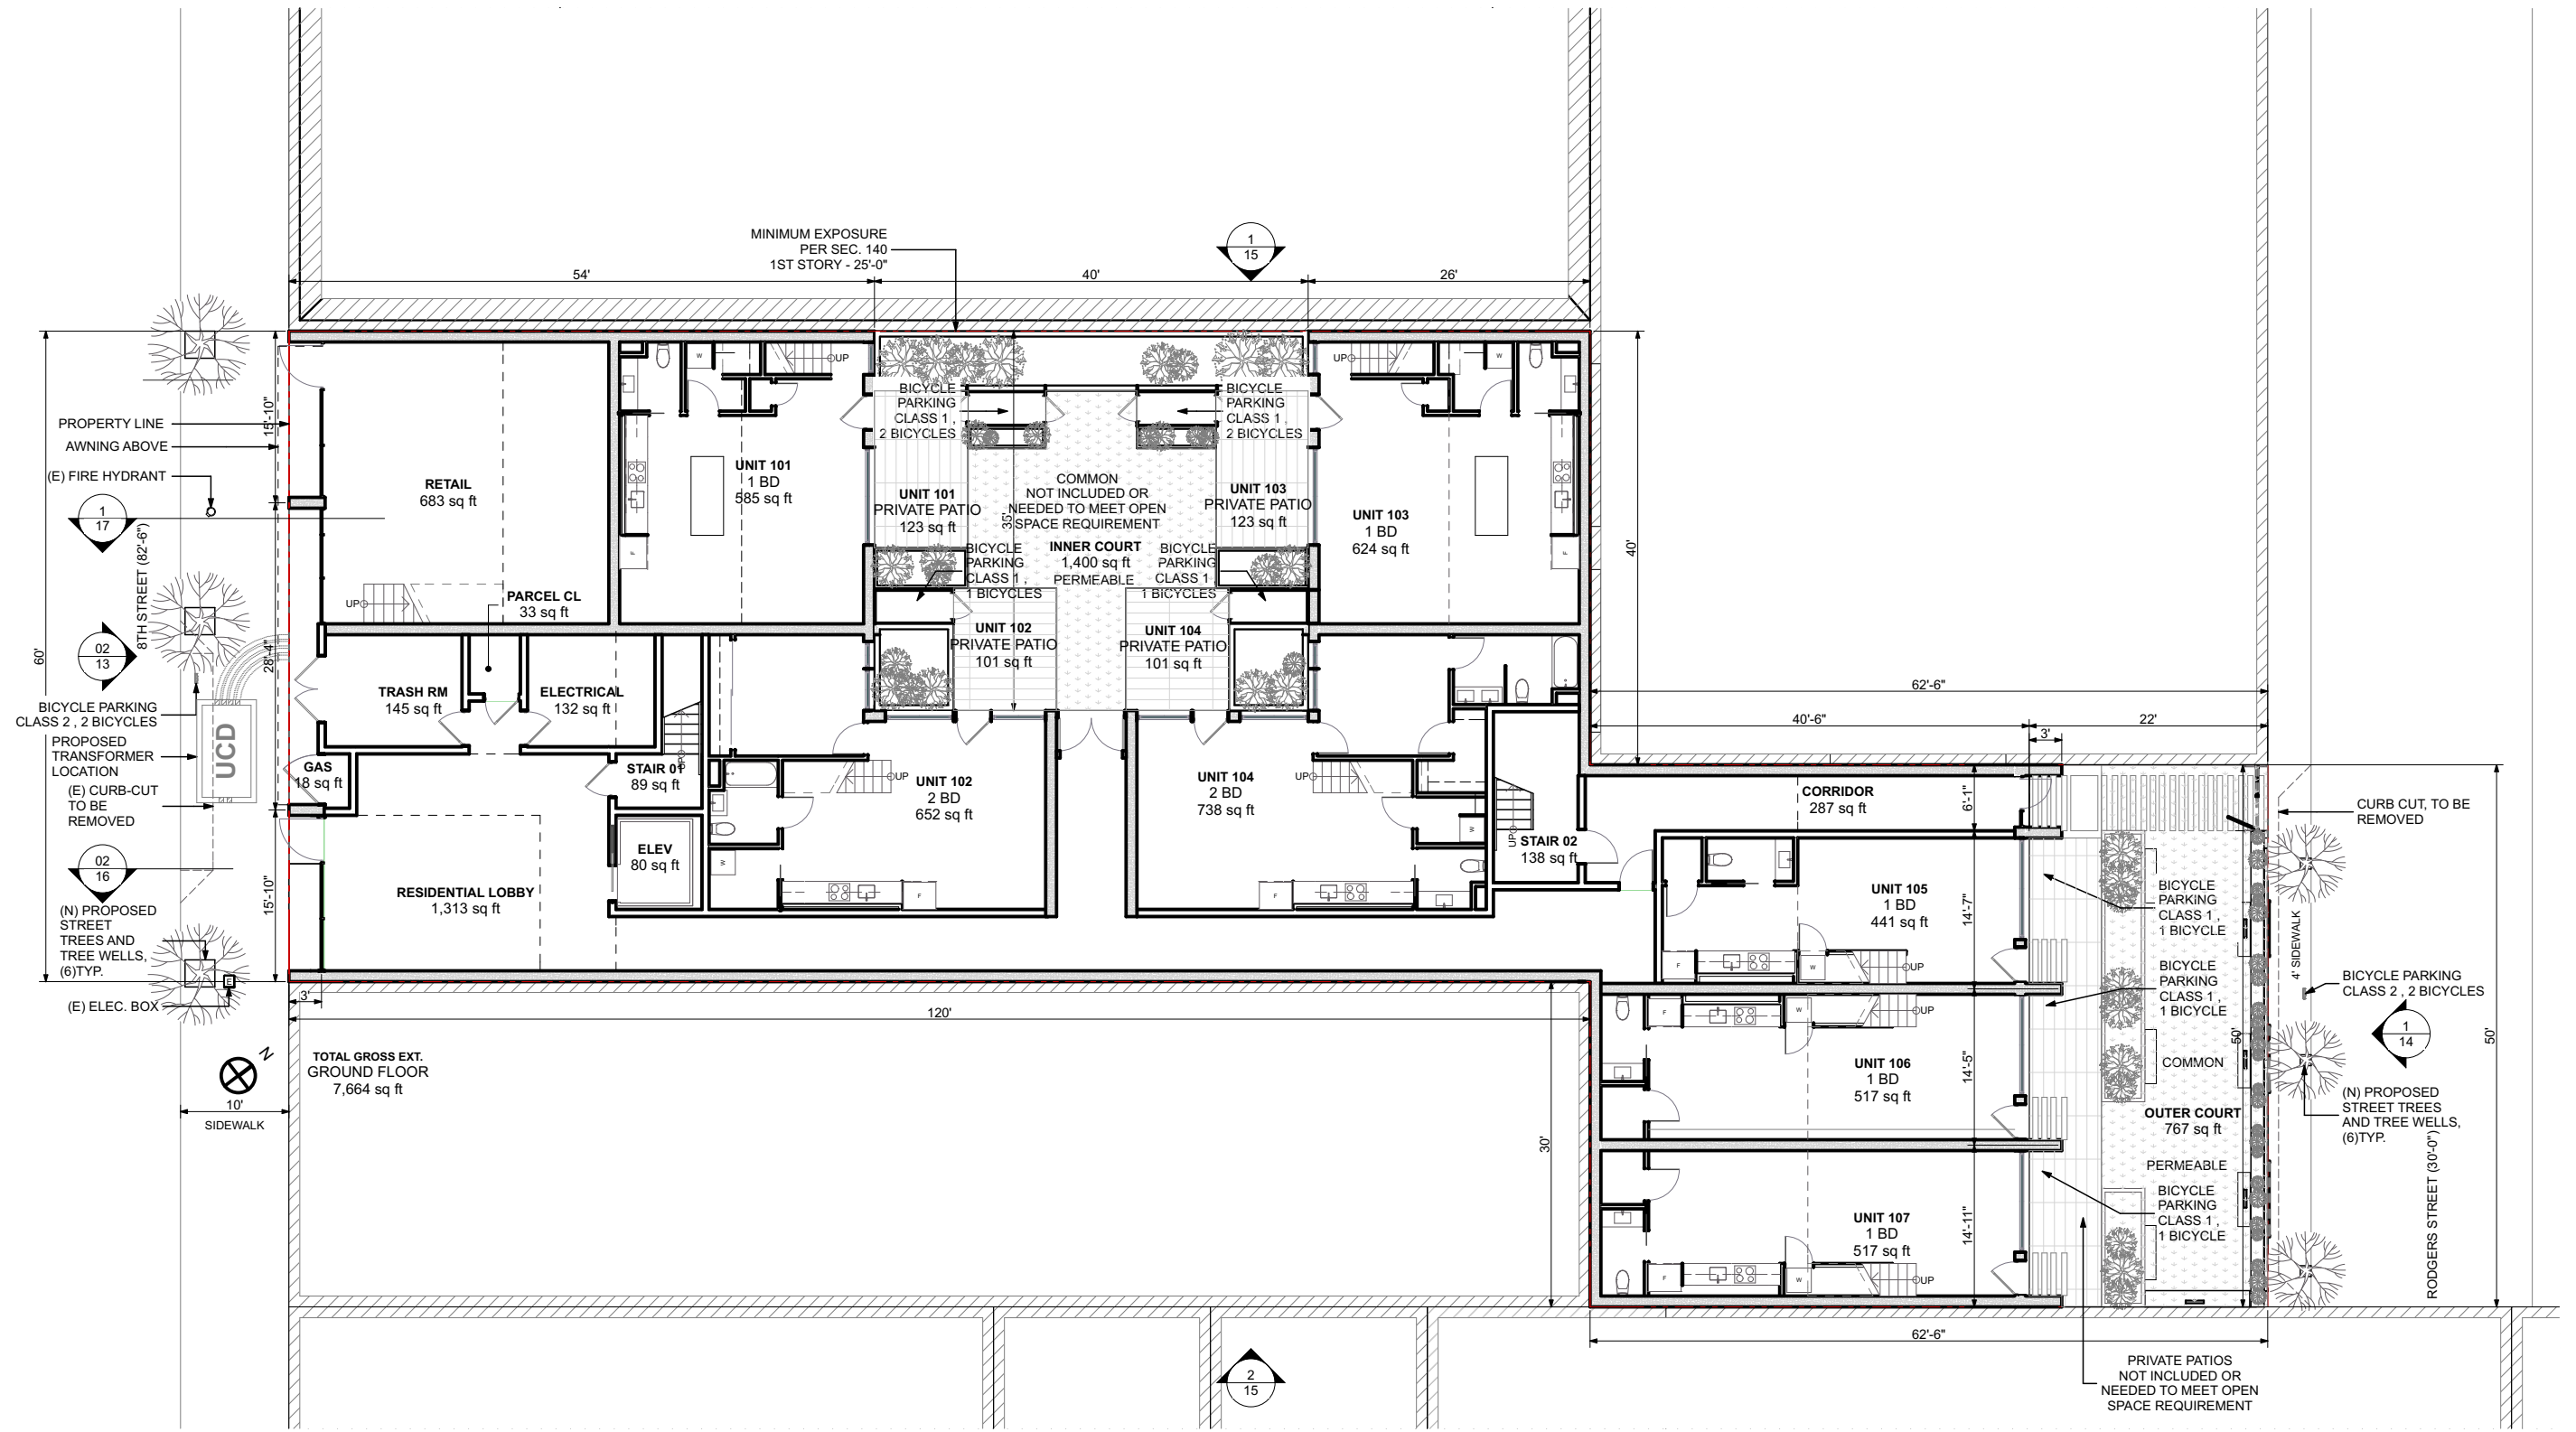 MINIMUM EXPOSURE
PER SEC. 140
1ST STORY - 25'-0"
1
15
54'
40'
26'
PROPERTY LINE
AWNING ABOVE
(E) FIRE HYDRANT
1
17
8TH STREET (82'-6")
02
13
BICYCLE PARKING
CLASS 2 , 2 BICYCLES
PROPOSED
TRANSFORMER
LOCATION
(E) CURB-CUT
TO BE
REMOVED
02
16
(N) PROPOSED
STREET
TREES AND
TREE WELLS,
(6)TYP.
(E) ELEC. BOX
E
60'
15'-10"
28'-4"
15'-10"
UCD
3'
120'
N
10'
SIDEWALK
TOTAL GROSS EXT.
GROUND FLOOR
7,664 sq ft
RETAIL
683 sq ft
UP
PARCEL CL
33 sq ft
TRASH RM
145 sq ft
ELECTRICAL
132 sq ft
GAS
18 sq ft
STAIR 01
89 sq ft
UP
ELEV
80 sq ft
RESIDENTIAL LOBBY
1,313 sq ft
W
UP
UNIT 101
1 BD
585 sq ft
F
BICYCLE
PARKING
CLASS 1 ,
2 BICYCLES
BICYCLE
PARKING
CLASS 1 ,
2 BICYCLES
UNIT 101
PRIVATE PATIO
123 sq ft
35'
COMMON
NOT INCLUDED OR
NEEDED TO MEET OPEN
SPACE REQUIREMENT
UNIT 103
PRIVATE PATIO
123 sq ft
INNER COURT
1,400 sq ft
PERMEABLE
BICYCLE
PARKING
CLASS 1 ,
1 BICYCLES
BICYCLE
PARKING
CLASS 1
1 BICYCLES
UNIT 102
PRIVATE PATIO
101 sq ft
UNIT 104
PRIVATE PATIO
101 sq ft
UP
W
UNIT 103
1 BD
624 sq ft
F
UP
UNIT 102
2 BD
652 sq ft
W
F
UNIT 104
2 BD
738 sq ft
UP
W
F
UP
STAIR 02
138 sq ft
40'
62'-6"
40'-6"
22'
3'
CORRIDOR
287 sq ft
6'-1"
UNIT 105
1 BD
441 sq ft
14'-7"
F
W
UP
UNIT 106
1 BD
517 sq ft
14'-5"
F
W
UP
UNIT 107
1 BD
517 sq ft
14'-11"
F
W
UP
30'
BICYCLE
PARKING
CLASS 1 ,
1 BICYCLE
BICYCLE
PARKING
CLASS 1 ,
1 BICYCLE
COMMON
OUTER COURT
767 sq ft
PERMEABLE
BICYCLE
PARKING
CLASS 1 ,
1 BICYCLE
50'
CURB CUT, TO BE
REMOVED
4' SIDEWALK
BICYCLE PARKING
CLASS 2 , 2 BICYCLES
1
14
50'
(N) PROPOSED
STREET TREES
AND TREE WELLS,
(6)TYP.
RODGERS STREET (30'-0")
62'-6"
PRIVATE PATIOS
NOT INCLUDED OR
NEEDED TO MEET OPEN
SPACE REQUIREMENT
2
15